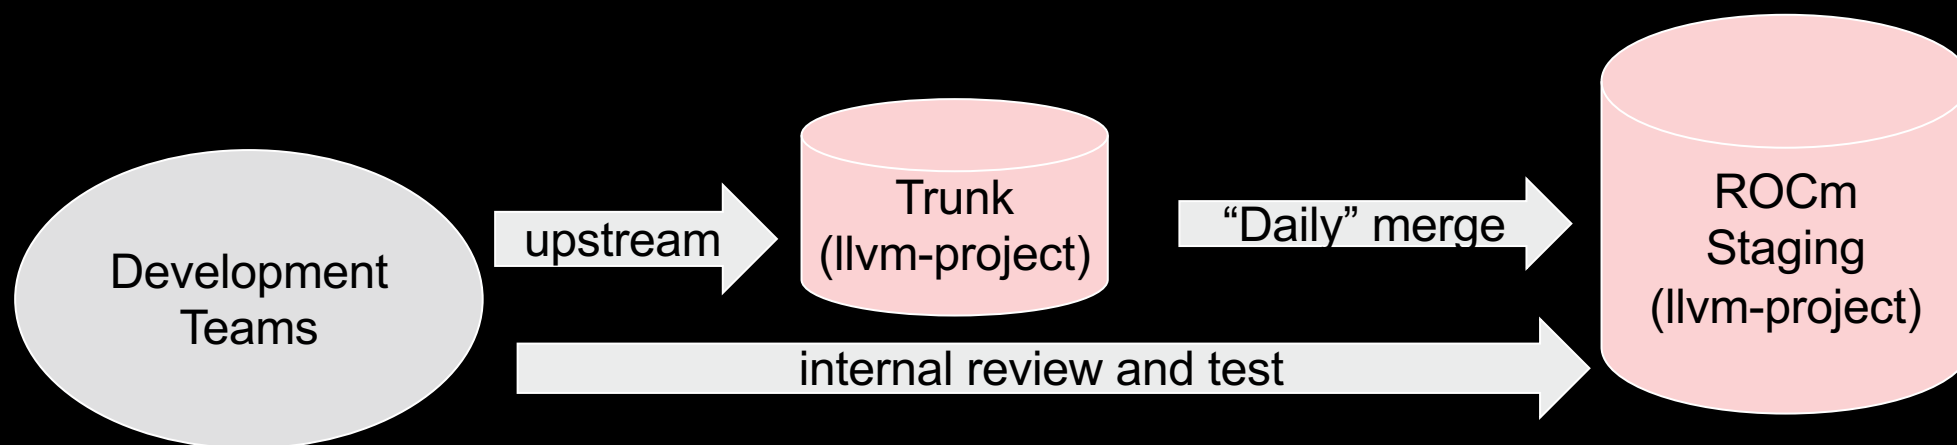 Development
Teams
upstream
Trunk
(llvm-project)
“Daily” merge
internal review and test
ROCm
Staging
(llvm-project)